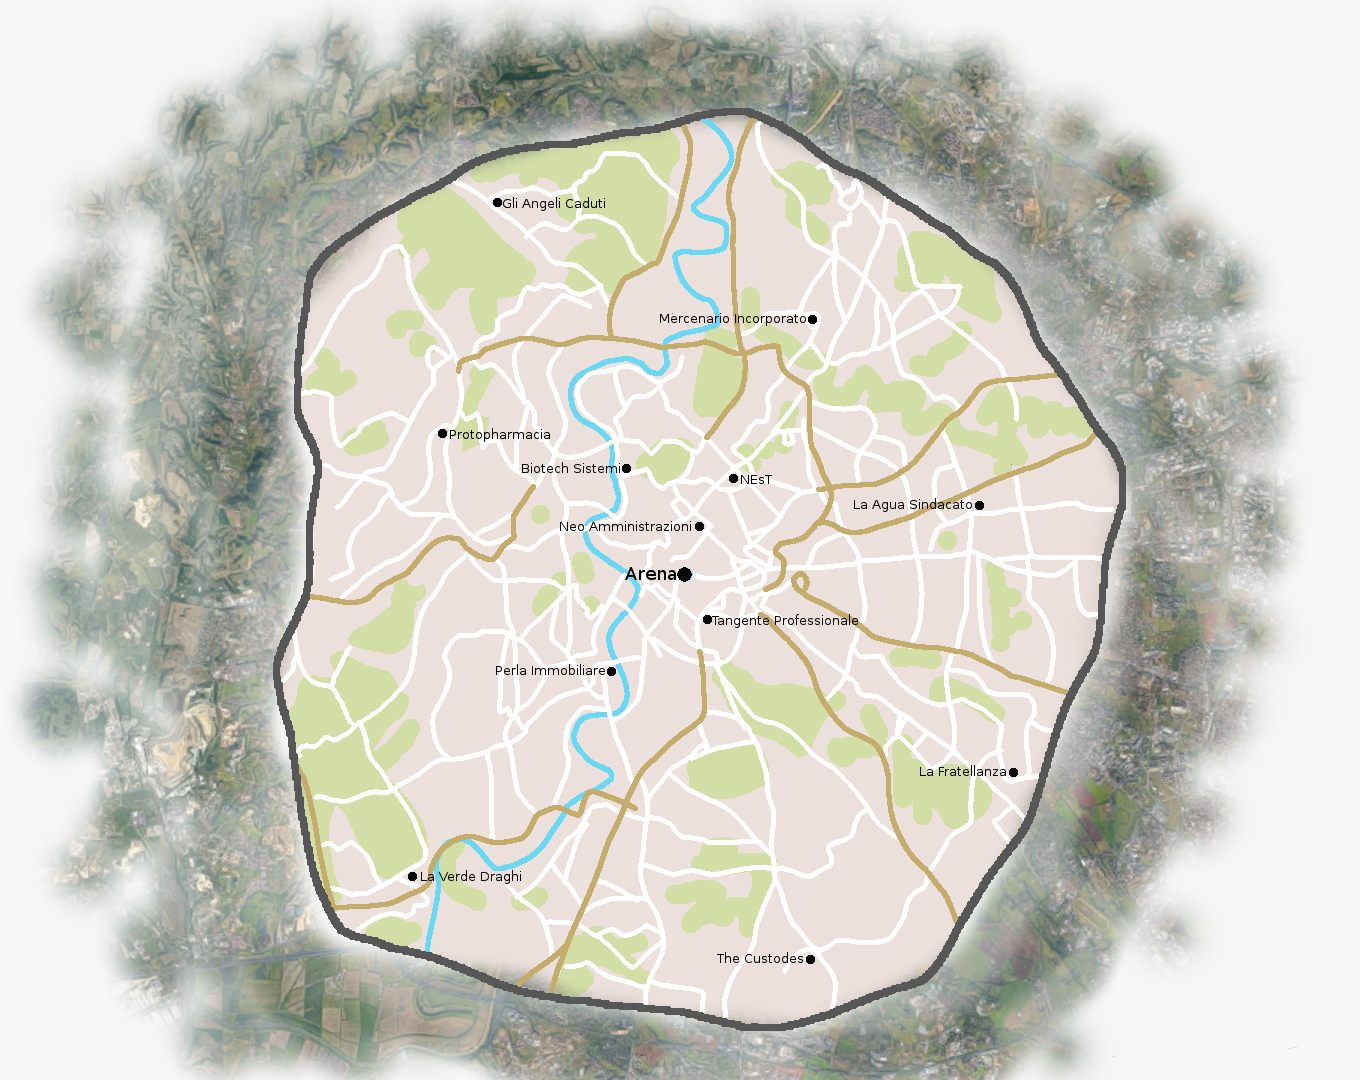 Gli Angeli Caduti
Mercenario Incorporato
Protopharmacia
Biotech Sistemi
NEsT
La Agua Sindacato
Neo Amministrazioni
Arena
Tangente Professionale
Perla Immobiliare
La Fratellanza
La Verde Draghi
The Custodes